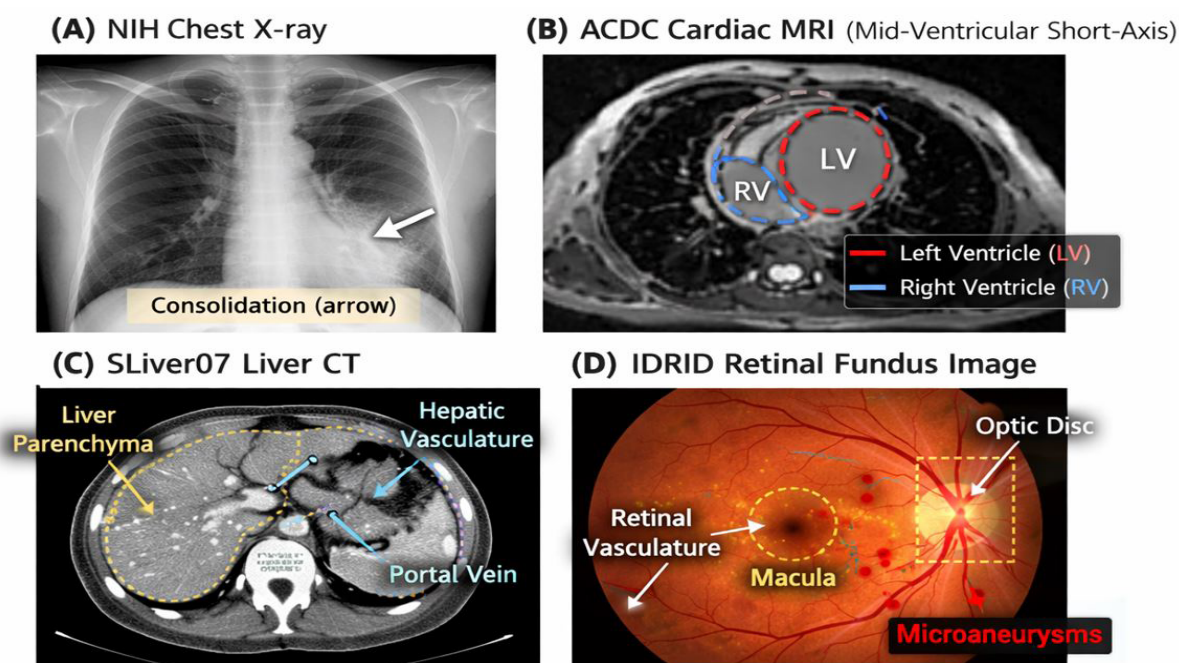 (A) NIH Chest X-ray
Consolidation (arrow)
(B) ACDC Cardiac MRI (Mid-Ventricular Short-Axis)
LV
RV
Left Ventricle (LV)
Right Ventricle (RV)
(C) SLiver07 Liver CT
Liver
Parenchyma
Hepatic
Vasculature
Portal Vein
(D) IDRID Retinal Fundus Image
Optic Disc
Retinal
Vasculature
Macula
Microaneurysms